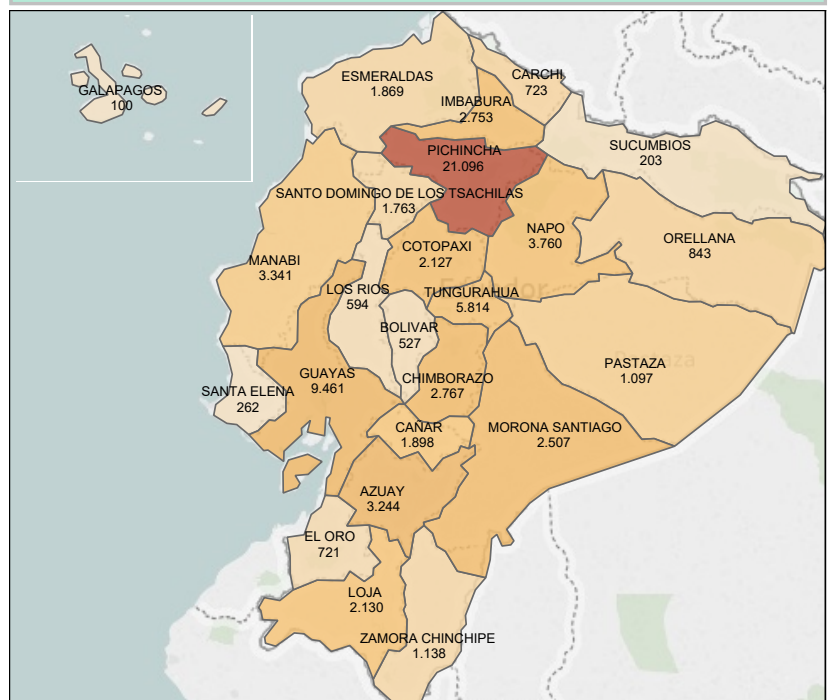 ESMERALDAS
1.869
CARCHI
723
GALAPAGOS
100
IMBABURA
2.753
PICHINCHA
21.096
SUCUMBIOS
203
SANTO DOMINGO DE LOS TSACHILAS
1.763
NAPO
3.760
ORELLANA
843
COTOPAXI
2.127
MANABI
3.341
LOS RIOS
594
Ecuador
TUNGURAHUA
5.814
BOLIVAR
527
Pastaza
PASTAZA
1.097
GUAYAS
9.461
CHIMBORAZO
2.767
SANTA ELENA
262
CAÑAR
1.898
MORONA SANTIAGO
2.507
AZUAY
3.244
EL ORO
721
LOJA
2.130
ZAMORA CHINCHIPE
1.138